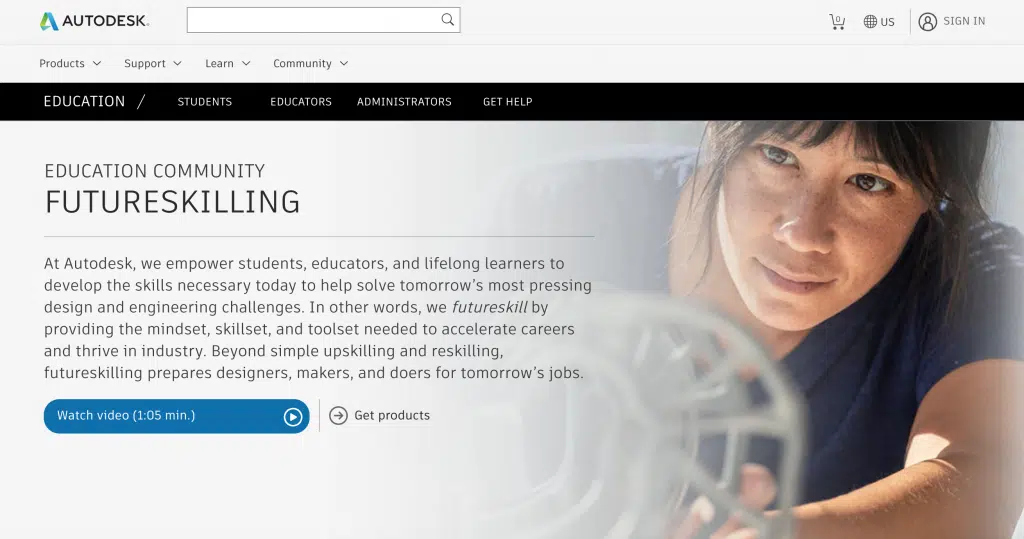 AUTODESK.
0
US
SIGN IN
Products
Support
Learn
Community
EDUCATION /
STUDENTS
EDUCATORS
ADMINISTRATORS
GET HELP
EDUCATION COMMUNITY
FUTURESKILLING
At Autodesk, we empower students, educators, and lifelong learners to
develop the skills necessary today to help solve tomorrow's most pressing
design and engineering challenges. In other words, we futureskill by
providing the mindset, skillset, and toolset needed to accelerate careers
and thrive in industry. Beyond simple upskilling and reskilling,
futureskilling prepares designers, makers, and doers for tomorrow's jobs.
Watch video (1:05 min.)
Get products